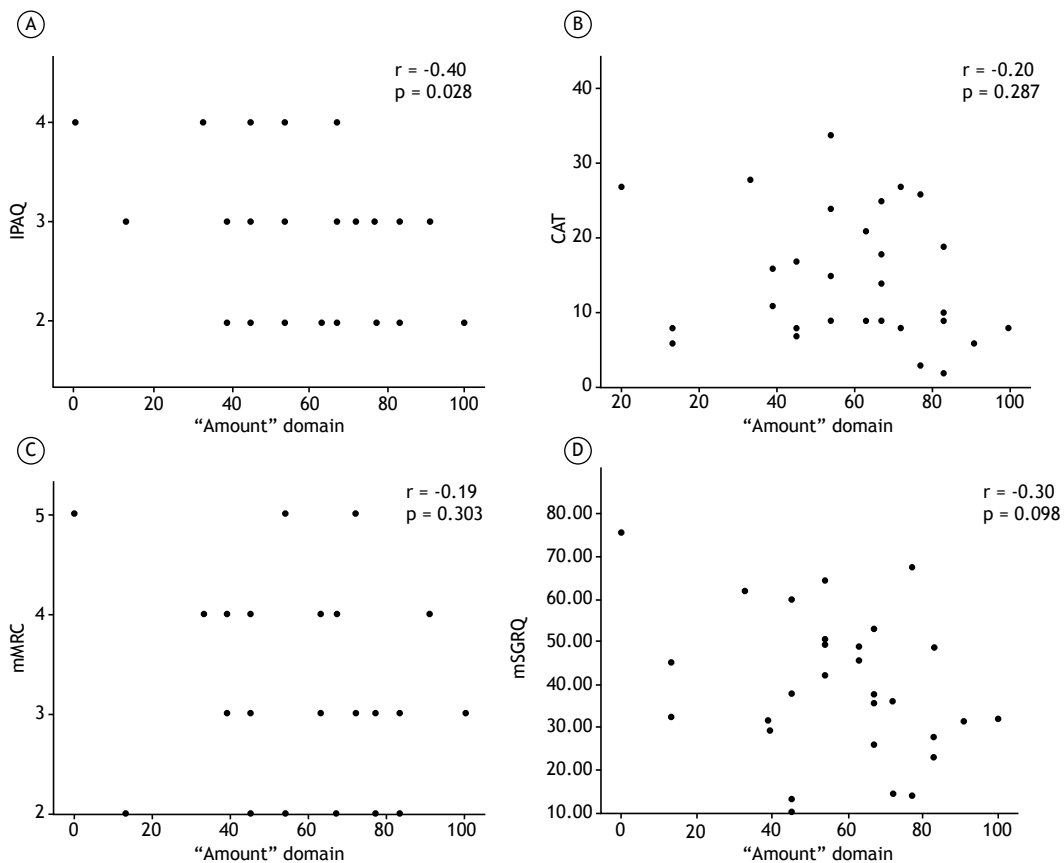 A
r = -0.40
p = 0.028
IPAQ
4
3
2
0 20 40 60 80 100
“Amount” domain
B
r = -0.20
p = 0.287
CAT
40
30
20
10
0
20 20 40 60 80 100
“Amount” domain
C
r = -0.19
p = 0.303
mMRC
5
4
3
2
0 20 40 60 80 100
“Amount” domain
D
r = -0.30
p = 0.098
mSGRQ
80.00
70.00
60.00
50.00
40.00
30.00
20.00
10.00
0 20 40 60 80 100
“Amount” domain